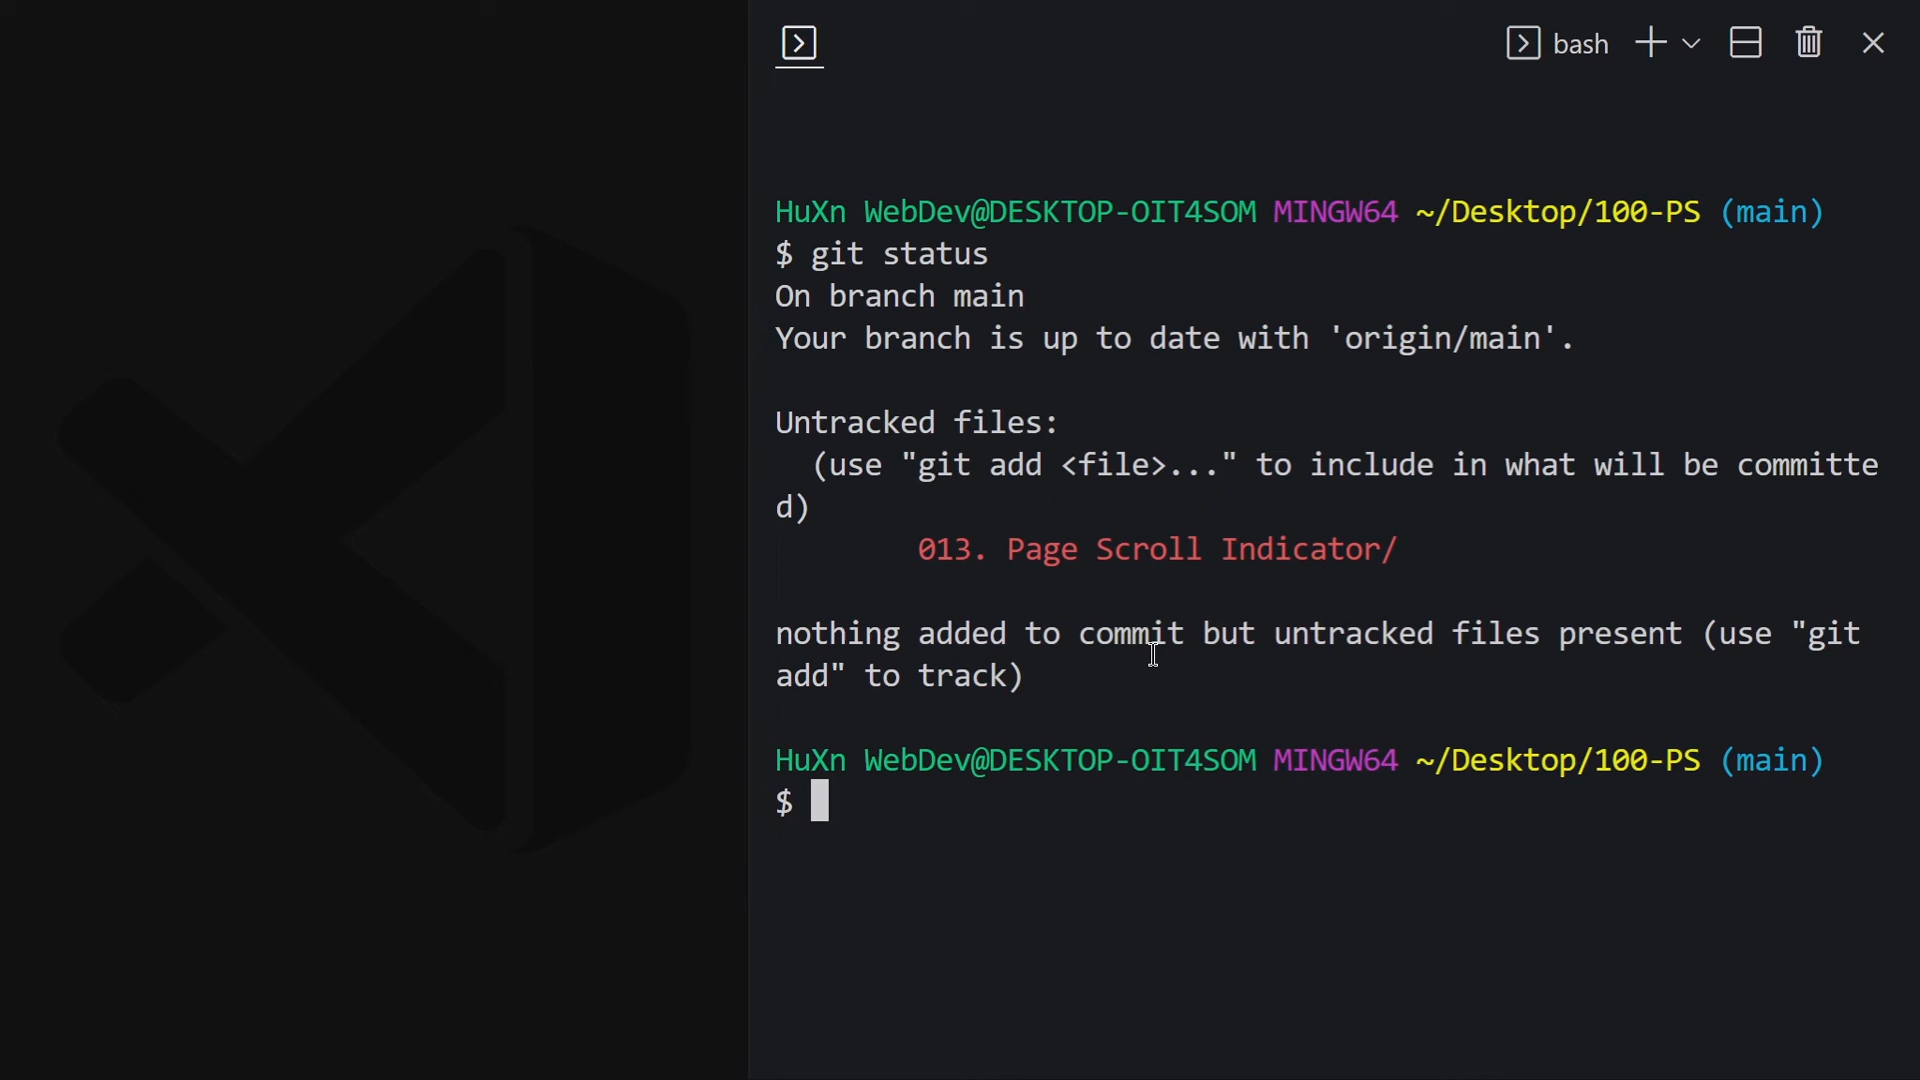 bash
HuXn WebDev@DESKTOP-OIT4SOM MINGW64 ~/Desktop/100-PS (main)
$ git status
On branch main
Your branch is up to date with 'origin/main'.
Untracked files:
(use "git add <file>..." to include in what will be committe
d)
013. Page Scroll Indicator/
nothing added to commit but untracked files present (use "git
add" to track)
HuXn WebDev@DESKTOP-OIT4SOM MINGW64 ~/Desktop/100-PS (main)
$